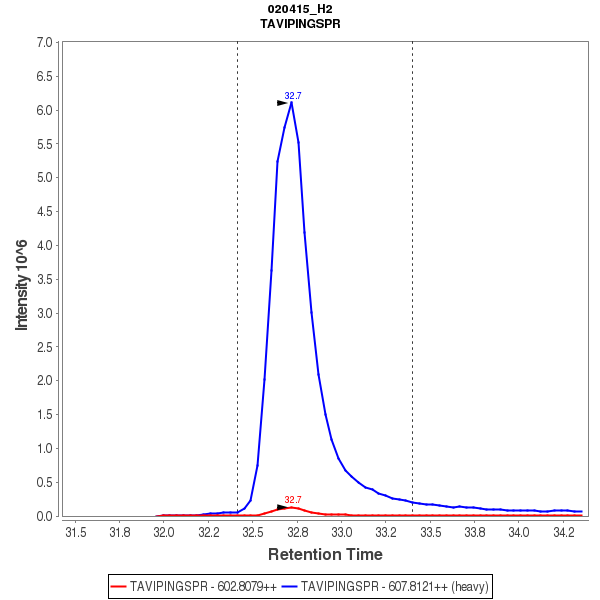 020415_H2
TAVIPINGSPR
7.0
6.5
6.0
5.5
5.0
4.5
4.0
3.5
3.0
2.5
2.0
1.5
1.0
0.5
0.0
Intensity 10^6
32.7
32.7
31.5 31.8 32.0 32.2 32.5 32.8 33.0 33.2 33.5 33.8 34.0 34.2
Retention Time
TAVIPINGSPR - 602.8079++ TAVIPINGSPR - 607.8121++ (heavy)